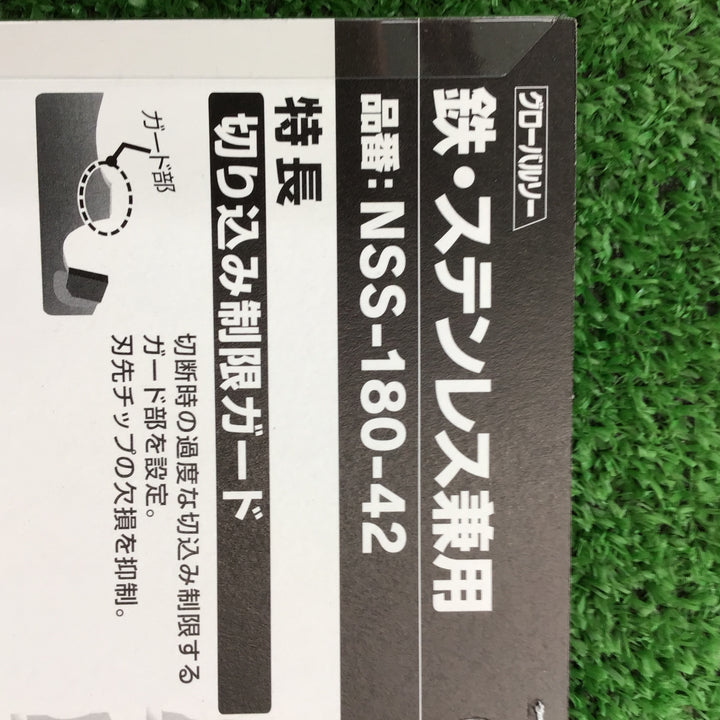 グローバルソー
鉄・ステンレス兼用
品番：NSS-180-42
特長
切り込み制限ガード
ガード部
切断時の過度な切込み制限する
ガード部を設定。
刃先チップの欠損を抑制。